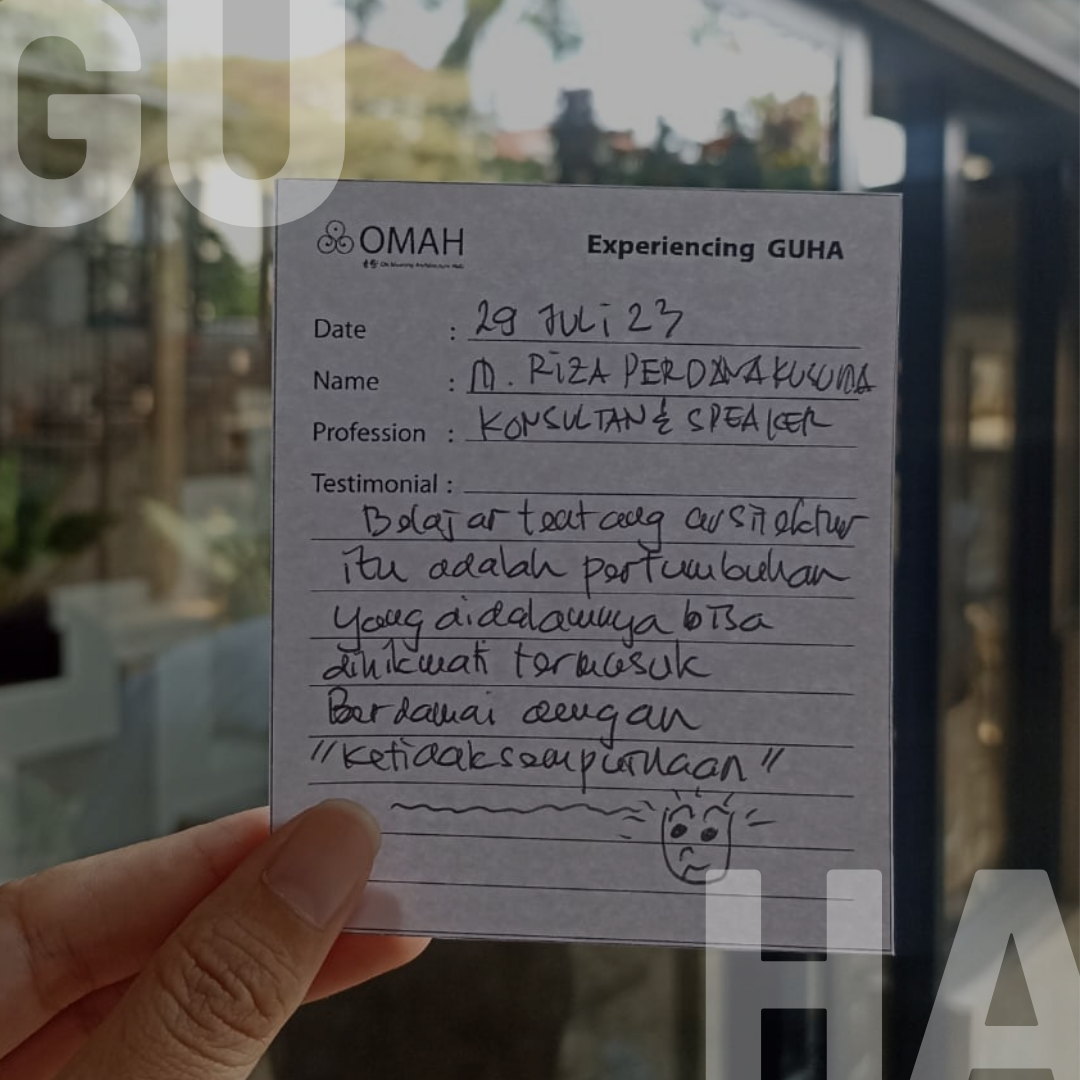 GU
OMAH
Experiencing GUHA
Date : 29 JULi 23
Name : M. RiZA PERDANAKUSUMA
Profession : KONSULTAN & SPEAKER
Testimonial :
Belajar tentang arsitektur
itu adalah pertumbuhan
yang didalamnya bisa
dinikmati termasuk
Berdamai dengan
"Ketidaksempurnaan"
HA